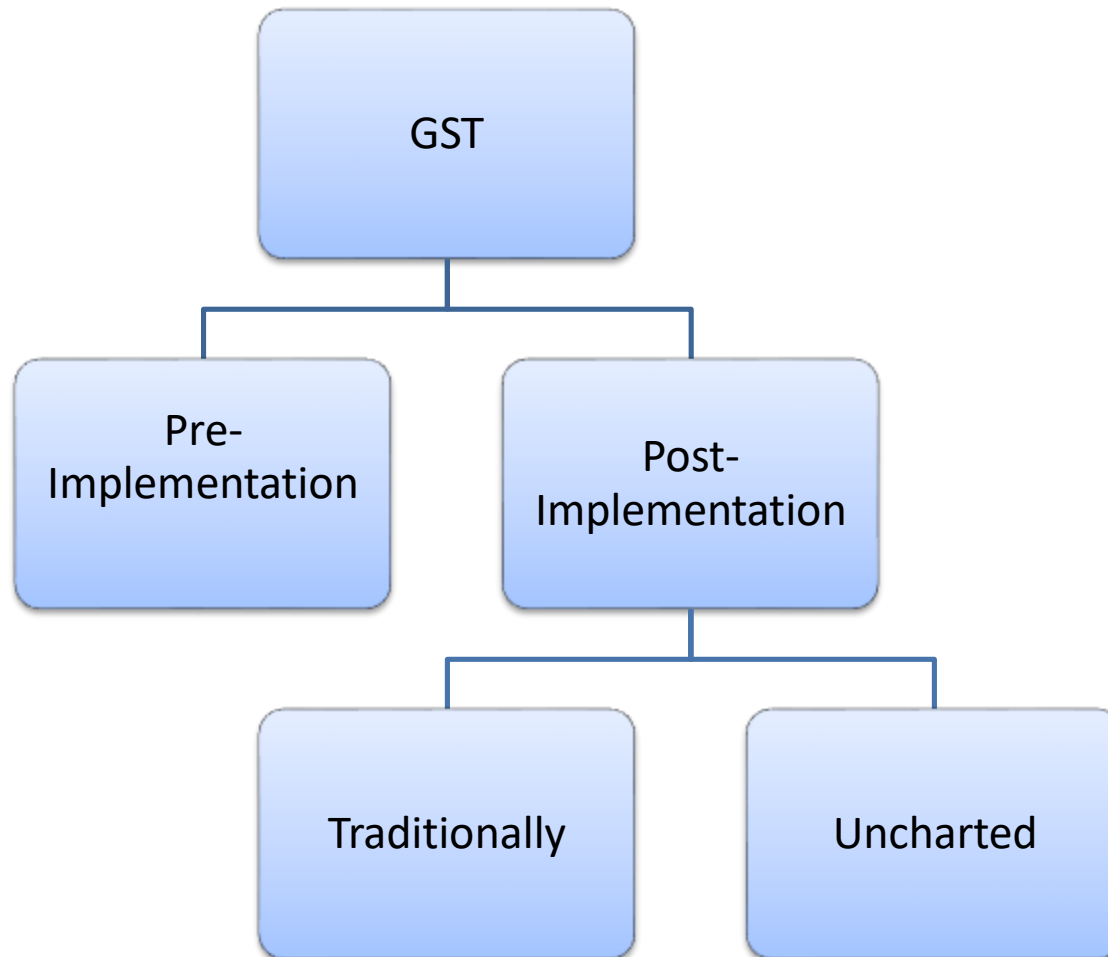 GST
Pre-
Implementation
Post-
Implementation
Traditionally
Uncharted